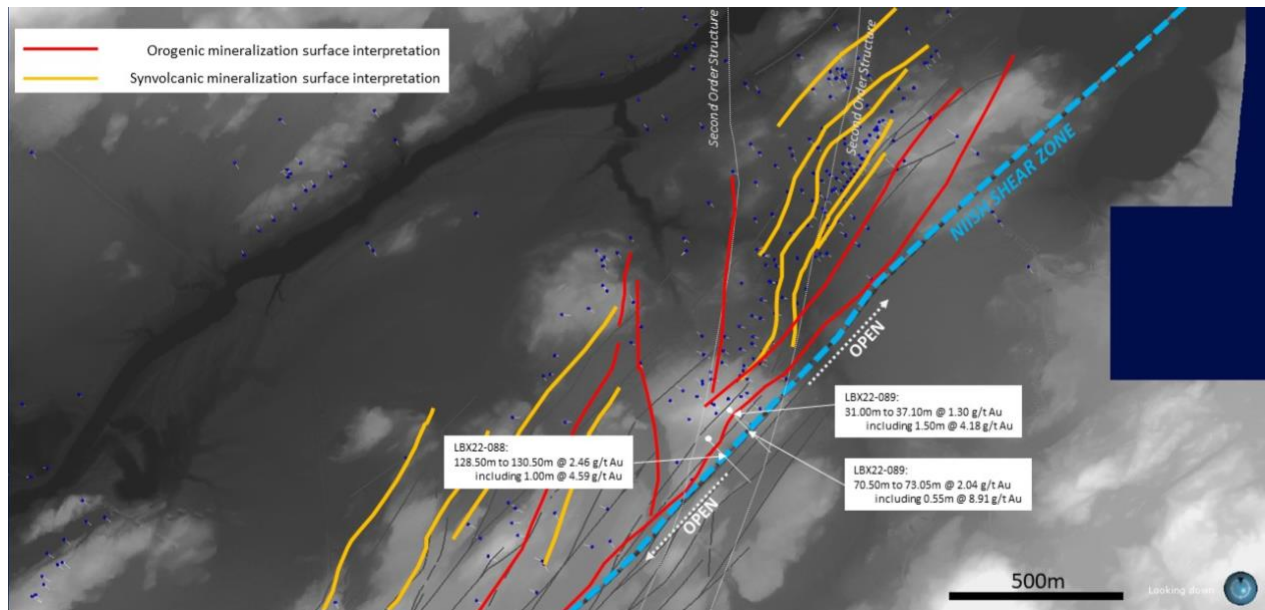 Orogenic mineralization surface interpretation
Synvolcanic mineralization surface interpretation
Second Order Structure
Second Order Structure
NIISH SHEAR ZONE
OPEN
LBX22-089:
31.00m to 37.10m @ 1.30 g/t Au
including 1.50m @ 4.18 g/t Au
LBX22-088:
128.50m to 130.50m @ 2.46 g/t Au
including 1.00m @ 4.59 g/t Au
LBX22-089:
70.50m to 73.05m @ 2.04 g/t Au
including 0.55m @ 8.91 g/t Au
OPEN
500m
Looking down